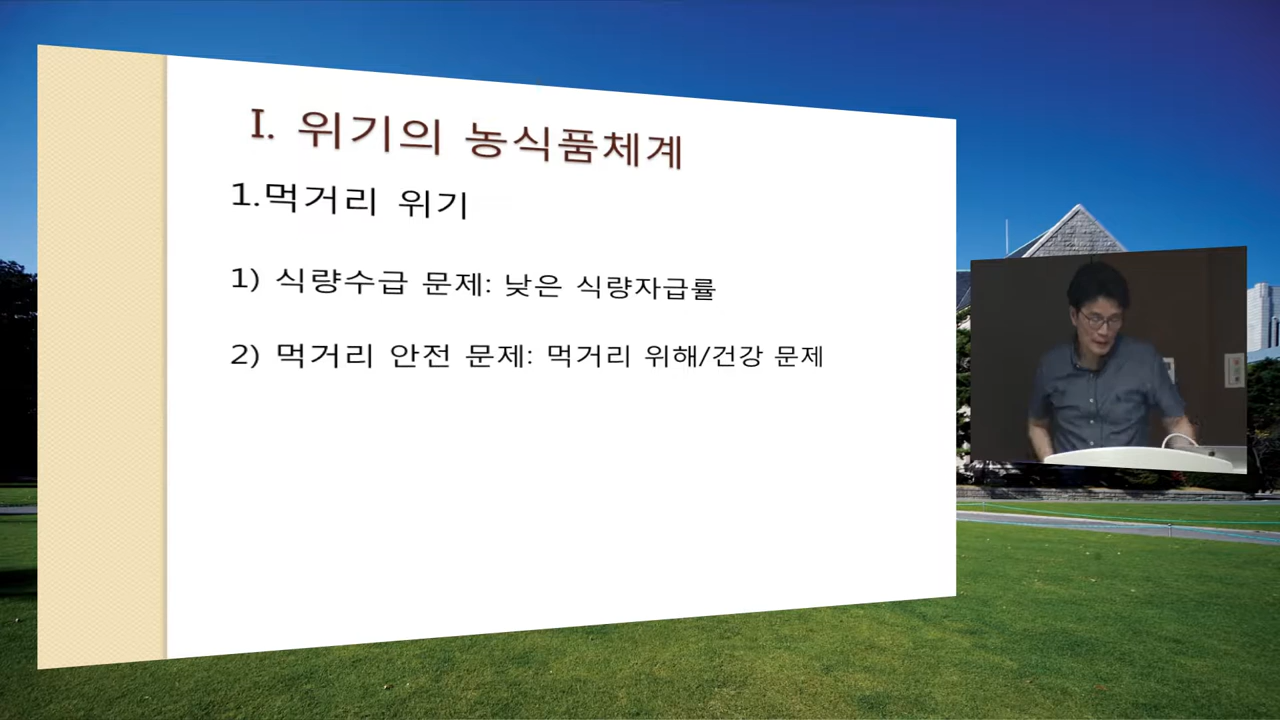 I. 위기의 농식품체계
1.먹거리 위기
1) 식량수급 문제: 낮은 식량자급률
2) 먹거리 안전 문제: 먹거리 위해/건강 문제